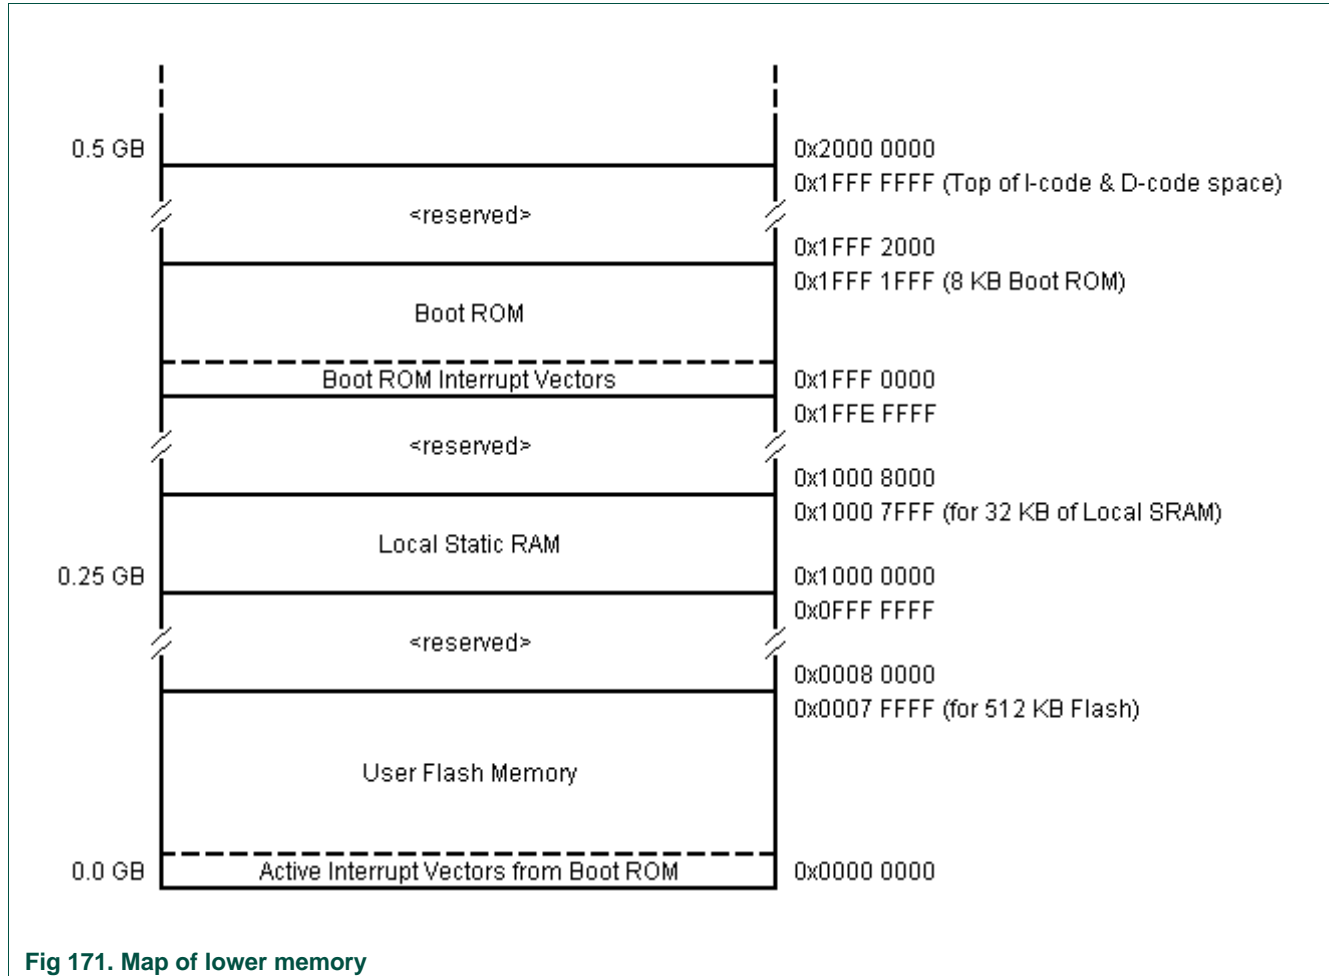 0.5 GB
0x2000 0000
0x1FFF FFFF (Top of I-code & D-code space)
<reserved>
0x1FFF 2000
0x1FFF 1FFF (8 KB Boot ROM)
Boot ROM
Boot ROM Interrupt Vectors
0x1FFF 0000
0x1FFE FFFF
<reserved>
0x1000 8000
0x1000 7FFF (for 32 KB of Local SRAM)
Local Static RAM
0.25 GB
0x1000 0000
0x0FFF FFFF
<reserved>
0x0008 0000
0x0007 FFFF (for 512 KB Flash)
User Flash Memory
0.0 GB
Active Interrupt Vectors from Boot ROM
0x0000 0000
Fig 171. Map of lower memory